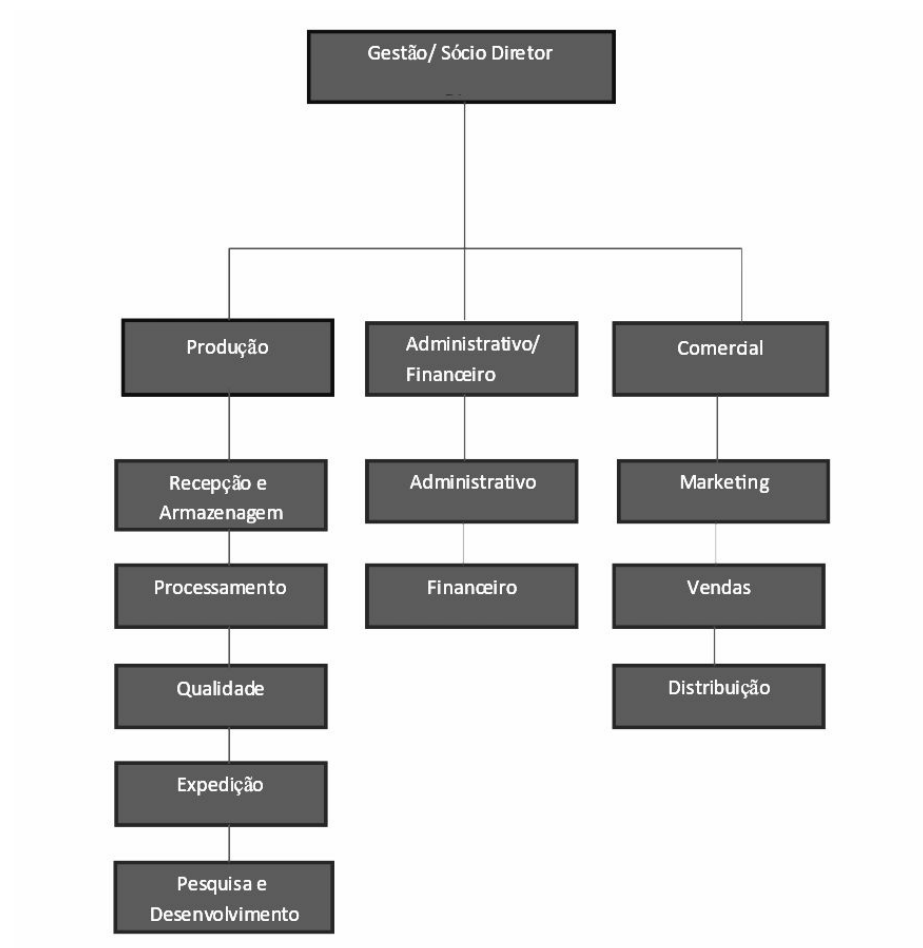 Gestão/ Sócio Diretor
Produção
Administrativo/
Financeiro
Comercial
Recepção e
Armazenagem
Administrativo
Marketing
Processamento
Financeiro
Vendas
Qualidade
Distribuição
Expedição
Pesquisa e
Desenvolvimento